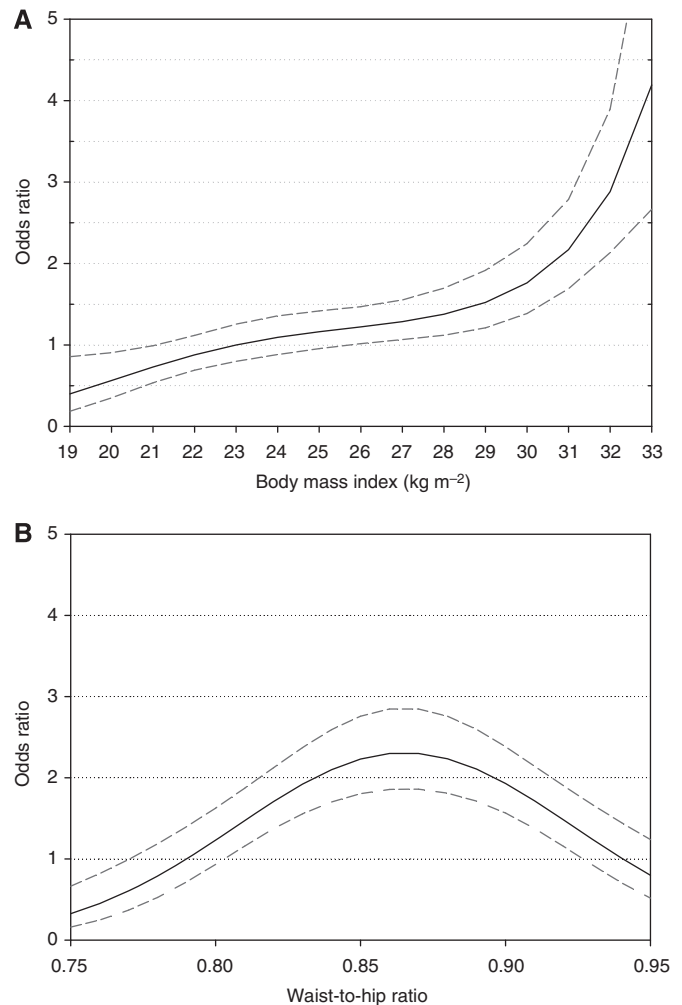 A
5
4
3
2
1
0
Odds ratio
19 20 21 22 23 24 25 26 27 28 29 30 31 32 33
Body mass index (kg m⁻²)
B
5
4
3
2
1
0
Odds ratio
0.75 0.80 0.85 0.90 0.95
Waist-to-hip ratio